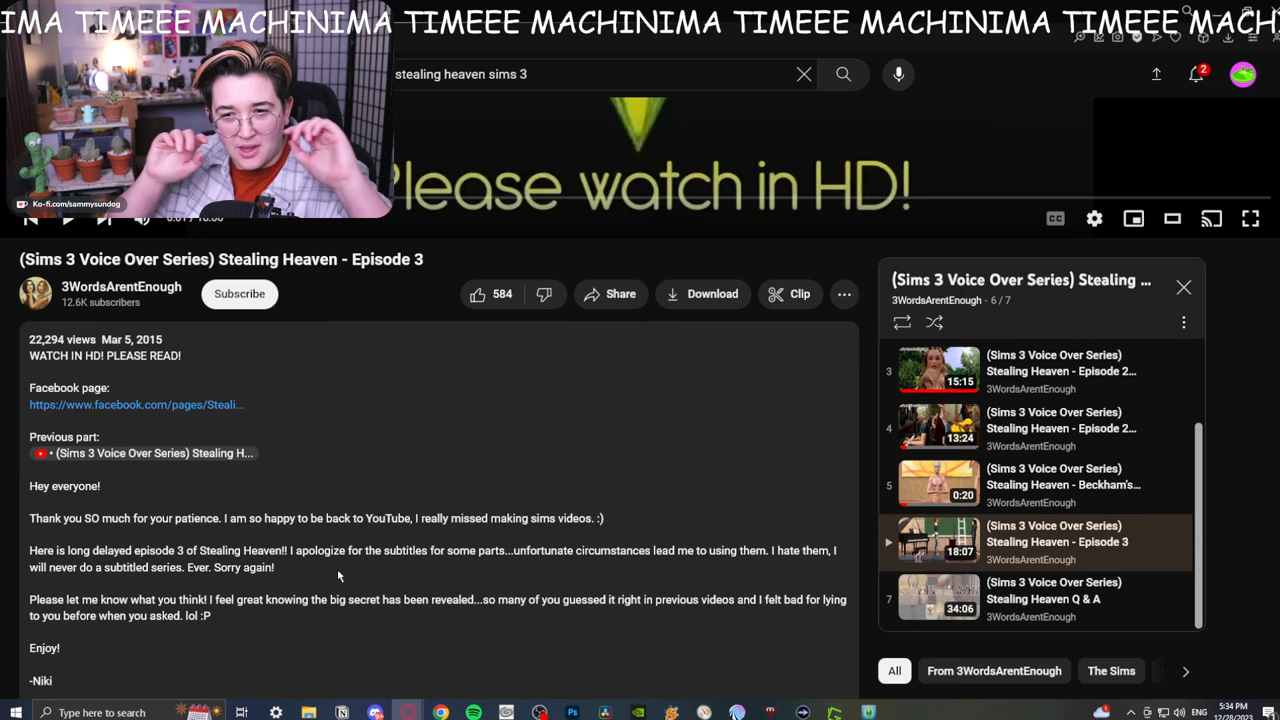 IMA TIMEEE MACHINIMA TIMEEE MACHINIMA TIMEEE MACHINIMA TIMEEE MACH
stealing heaven sims 3
2
Please watch in HD!
Ko-fi.com/sammysundog
CC
(Sims 3 Voice Over Series) Stealing Heaven - Episode 3
3WordsArentEnough
12.6K subscribers
Subscribe
584
Share
Download
Clip
22,294 views Mar 5, 2015
WATCH IN HD! PLEASE READ!
Facebook page:
https://www.facebook.com/pages/Steali...
Previous part:
• (Sims 3 Voice Over Series) Stealing H...
Hey everyone!
Thank you SO much for your patience. I am so happy to be back to YouTube, I really missed making sims videos. :)
Here is long delayed episode 3 of Stealing Heaven!! I apologize for the subtitles for some parts...unfortunate circumstances lead me to using them. I hate them, I
will never do a subtitled series. Ever. Sorry again!
Please let me know what you think! I feel great knowing the big secret has been revealed...so many of you guessed it right in previous videos and I felt bad for lying
to you before when you asked. lol :P
Enjoy!
-Niki
(Sims 3 Voice Over Series) Stealing ...
3WordsArentEnough - 6 / 7
3
15:15
(Sims 3 Voice Over Series)
Stealing Heaven - Episode 2...
3WordsArentEnough
4
13:24
(Sims 3 Voice Over Series)
Stealing Heaven - Episode 2...
3WordsArentEnough
5
0:20
(Sims 3 Voice Over Series)
Stealing Heaven - Beckham's...
3WordsArentEnough
18:07
(Sims 3 Voice Over Series)
Stealing Heaven - Episode 3
3WordsArentEnough
7
34:06
(Sims 3 Voice Over Series)
Stealing Heaven Q & A
3WordsArentEnough
All
From 3WordsArentEnough
The Sims
Type here to search
5:34 PM
12/28/2023